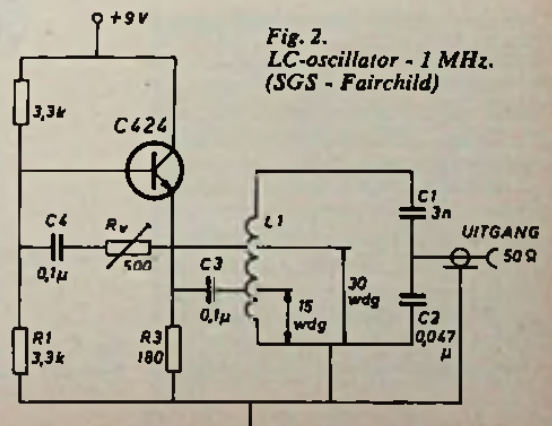 +9V
Fig. 2.
LC-oscillator - 1 MHz.
(SGS - Fairchild)
3,3k
C424
C4
0,1µ
Rv
500
C3
0,1µ
L1
15
wdg
30
wdg
C1
3n
UITGANG
50Ω
C2
0,047
µ
R1
3,3k
R3
180